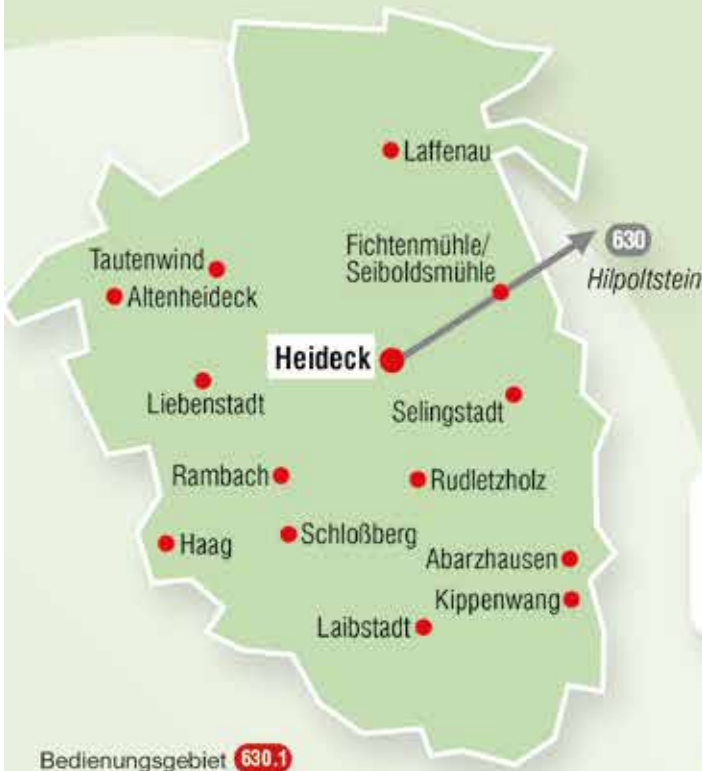 Laffenau
Fichtenmühle/
Seiboldsmühle
630
Hilpoltstein
Tautenwind
Altenheideck
Heideck
Liebenstadt
Selingstadt
Rambach
Rudletzholz
Schloßberg
Haag
Abarzhausen
Kippenwang
Laibstadt
Bedienungsgebiet 630.1